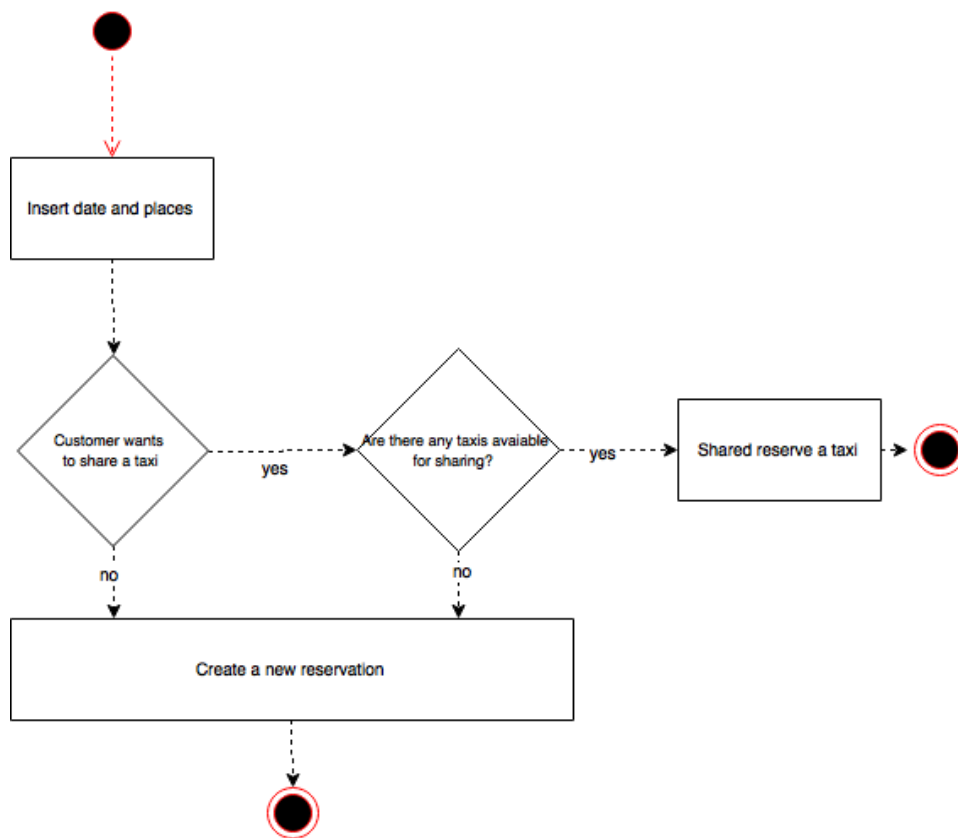 Insert date and places
Customer wants
to share a taxi
yes
Are there any taxis avaiable
for sharing?
yes
Shared reserve a taxi
no
no
Create a new reservation